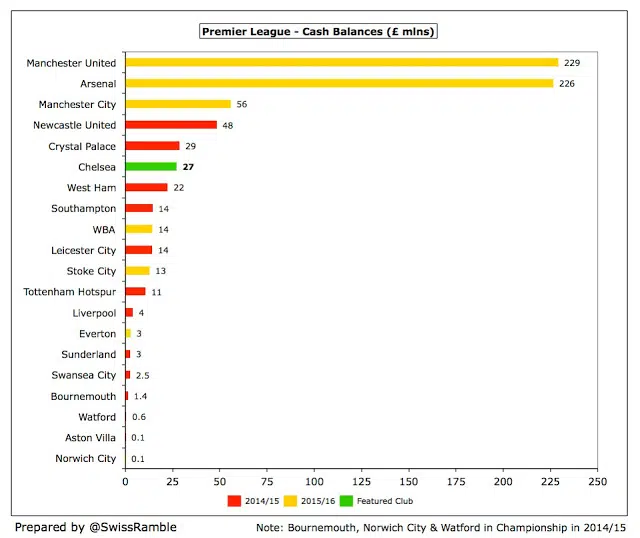 Premier League - Cash Balances (£ mlns)
Manchester United 229
Arsenal 226
Manchester City 56
Newcastle United 48
Crystal Palace 29
Chelsea 27
West Ham 22
Southampton 14
WBA 14
Leicester City 14
Stoke City 13
Tottenham Hotspur 11
Liverpool 4
Everton 3
Sunderland 3
Swansea City 2.5
Bournemouth 1.4
Watford 0.6
Aston Villa 0.1
Norwich City 0.1
0 25 50 75 100 125 150 175 200 225 250
2014/15 2015/16 Featured Club
Prepared by @SwissRamble Note: Bournemouth, Norwich City & Watford in Championship in 2014/15